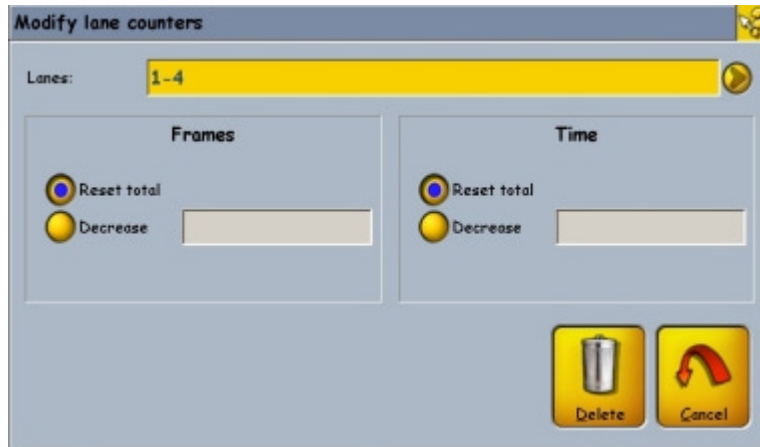 Modify lane counters
Lanes: 1-4
Frames
Reset total
Decrease
Time
Reset total
Decrease
Delete
Cancel